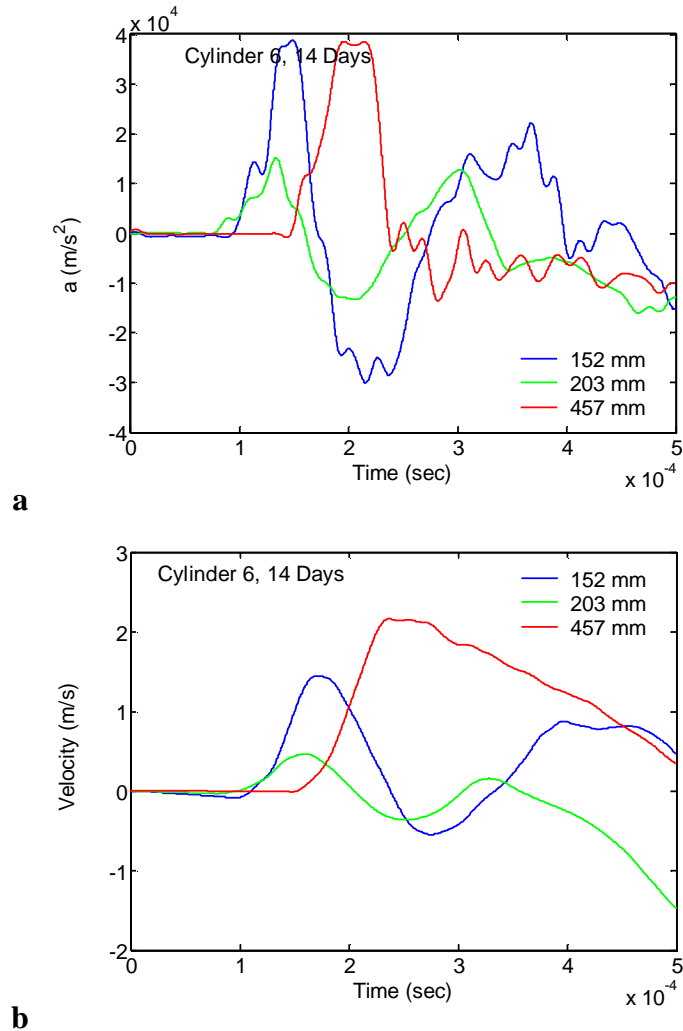 x 10^4
Cylinder 6, 14 Days
4
3
2
1
0
-1
-2
-3
-4
a (m/s^2)
152 mm
203 mm
457 mm
0 1 2 3 4 5
Time (sec)
x 10^-4
a
3
2
1
0
-1
-2
Cylinder 6, 14 Days
152 mm
203 mm
457 mm
Velocity (m/s)
0 1 2 3 4 5
Time (sec)
x 10^-4
b